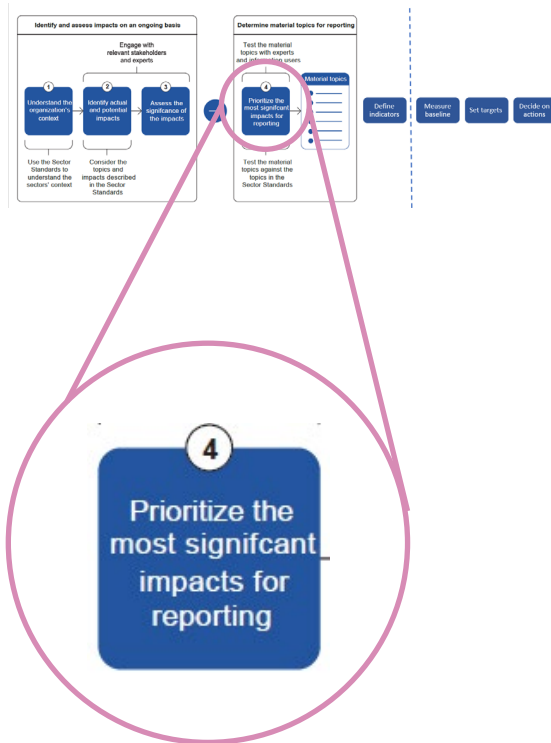 Identify and assess impacts on an ongoing basis
Engage with
relevant stakeholders
and experts
1
Understand the
organization's
context
2
Identify actual
and potential
impacts
3
Assess the
significance of
the impacts
Use the Sector
Standards to
understand the
sectors' context
Consider the
topics and
impacts described
in the Sector
Standards
Determine material topics for reporting
Test the material
topics with experts
and information users
4
Prioritize the
most signifcant
impacts for
reporting
Material topics
Test the material
topics against the
topics in the
Sector Standards
Define
indicators
Measure
baseline
Set targets
Decide on
actions
4
Prioritize the
most signifcant
impacts for
reporting